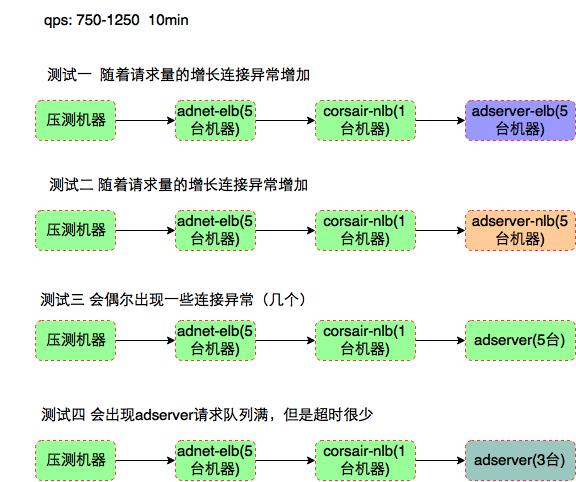 qps: 750-1250 10min
测试一 随着请求量的增长连接异常增加
压测机器
adnet-elb(5
台机器)
corsair-nlb(1
台机器)
adserver-elb(5
台机器)
测试二 随着请求量的增长连接异常增加
压测机器
adnet-elb(5
台机器)
corsair-nlb(1
台机器)
adserver-nlb(5
台机器)
测试三 会偶尔出现一些连接异常（几个）
压测机器
adnet-elb(5
台机器)
corsair-nlb(1
台机器)
adserver(5台)
测试四 会出现adserver请求队列满，但是超时很少
压测机器
adnet-elb(5
台机器)
corsair-nlb(1
台机器)
adserver(3台)